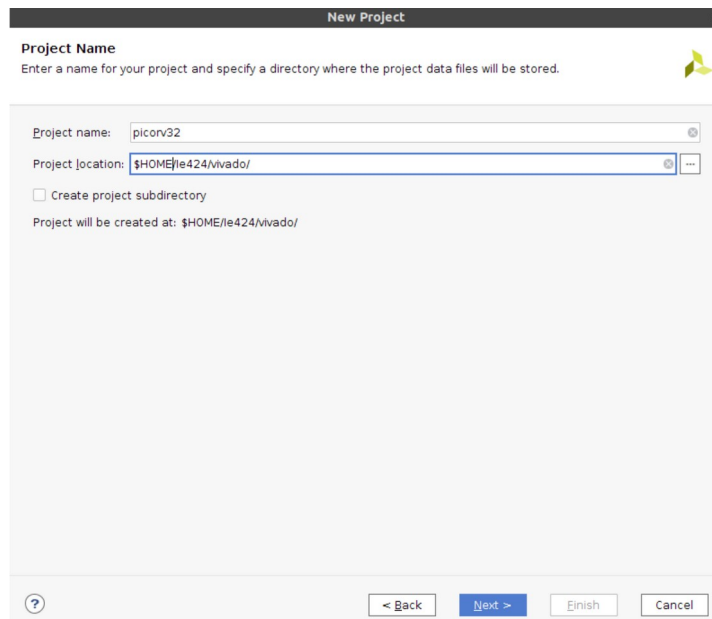 New Project
Project Name
Enter a name for your project and specify a directory where the project data files will be stored.
Project name: picorv32
Project location: $HOME/le424/vivado/ ...
Create project subdirectory
Project will be created at: $HOME/le424/vivado/
? < Back Next > Finish Cancel